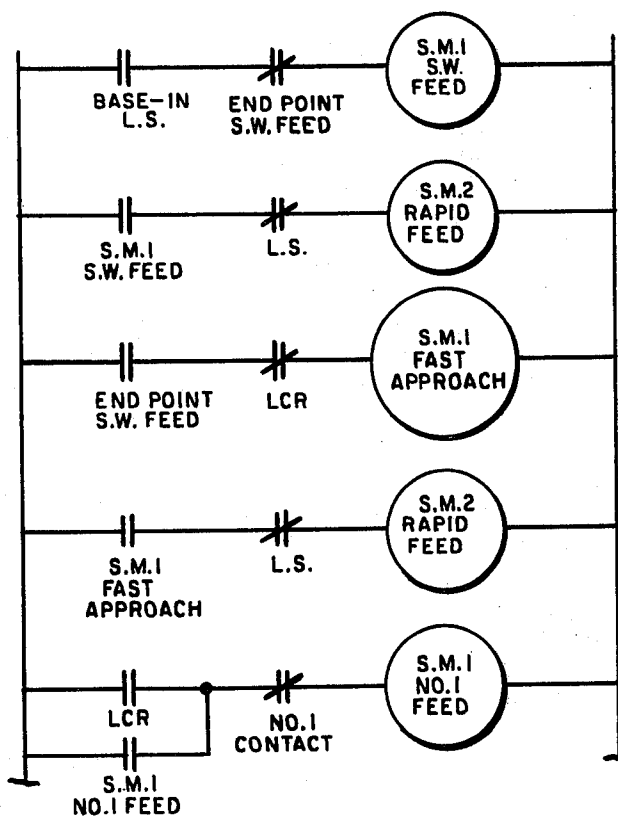 S.M.1
S.W.
FEED
BASE-IN
L.S.
END POINT
S.W. FEED
S.M.2
RAPID
FEED
S.M.1
S.W. FEED
L.S.
S.M.1
FAST
APPROACH
END POINT
S.W. FEED
LCR
S.M.2
RAPID
FEED
S.M.1
FAST
APPROACH
L.S.
S.M.1
NO.1
FEED
LCR
NO.1
CONTACT
S.M.1
NO.1 FEED